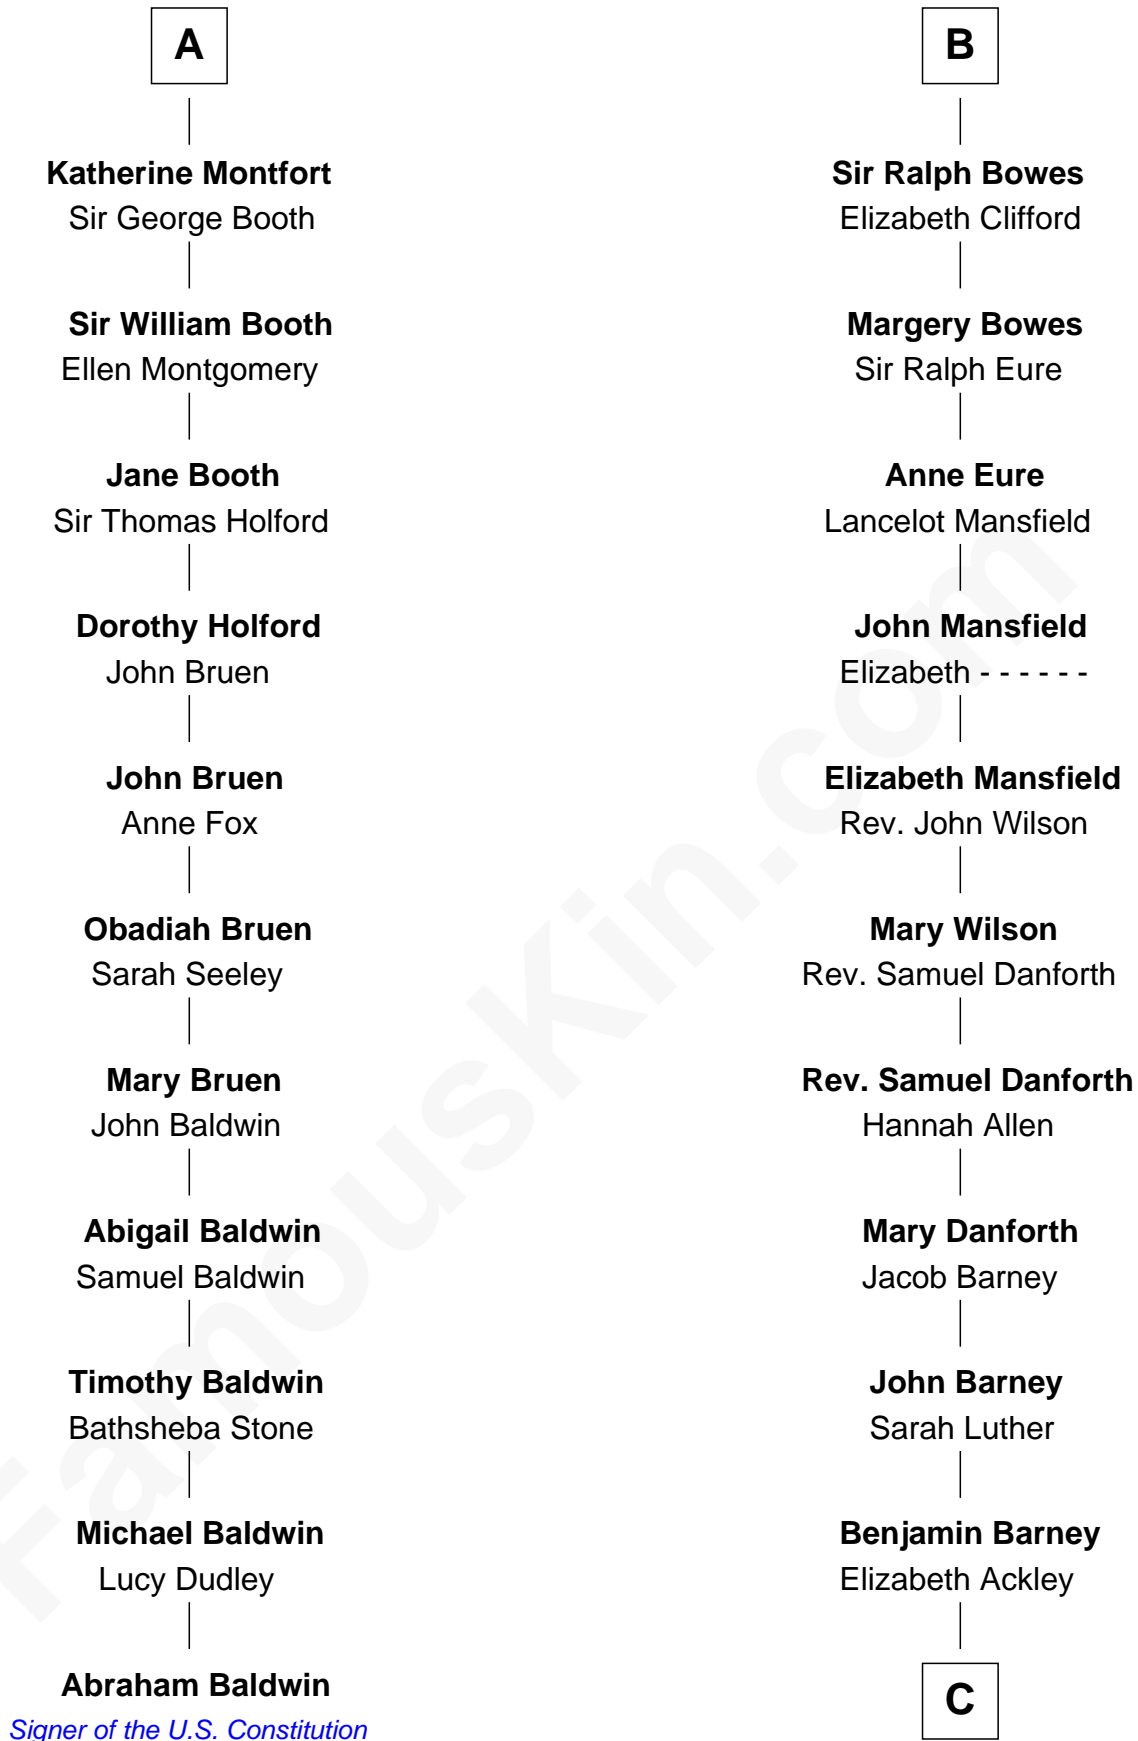 A
Katherine Montfort
Sir George Booth
Sir William Booth
Ellen Montgomery
Jane Booth
Sir Thomas Holford
Dorothy Holford
John Bruen
John Bruen
Anne Fox
Obadiah Bruen
Sarah Seeley
Mary Bruen
John Baldwin
Abigail Baldwin
Samuel Baldwin
Timothy Baldwin
Bathsheba Stone
Michael Baldwin
Lucy Dudley
Abraham Baldwin
Signer of the U.S. Constitution
B
Sir Ralph Bowes
Elizabeth Clifford
Margery Bowes
Sir Ralph Eure
Anne Eure
Lancelot Mansfield
John Mansfield
Elizabeth - - - - - -
Elizabeth Mansfield
Rev. John Wilson
Mary Wilson
Rev. Samuel Danforth
Rev. Samuel Danforth
Hannah Allen
Mary Danforth
Jacob Barney
John Barney
Sarah Luther
Benjamin Barney
Elizabeth Ackley
C
FamousKin.com